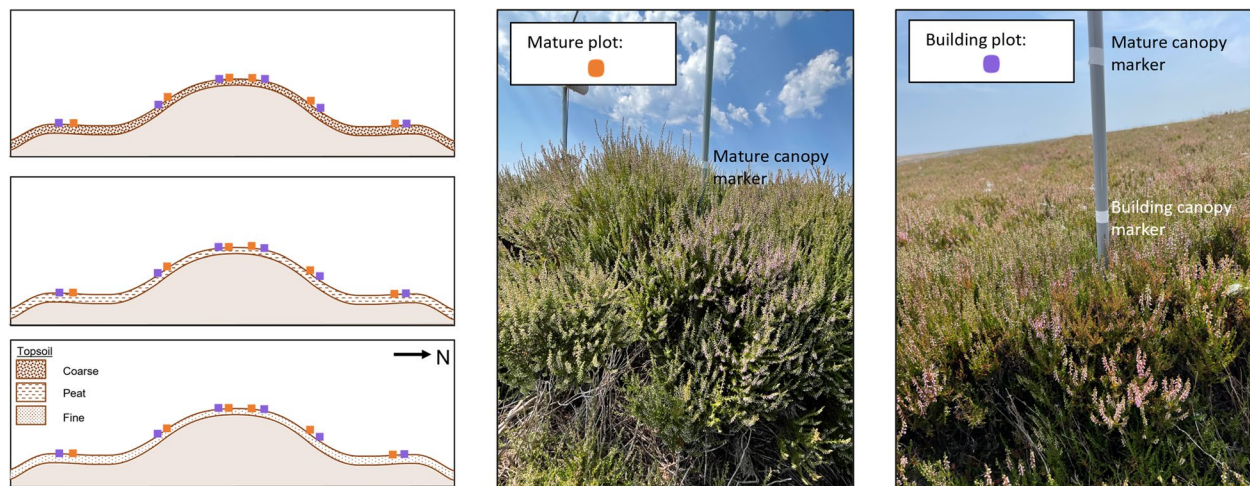 Topsoil
Coarse
Peat
Fine
N
Mature plot:
Mature canopy
marker
Building plot:
Mature canopy
marker
Building canopy
marker